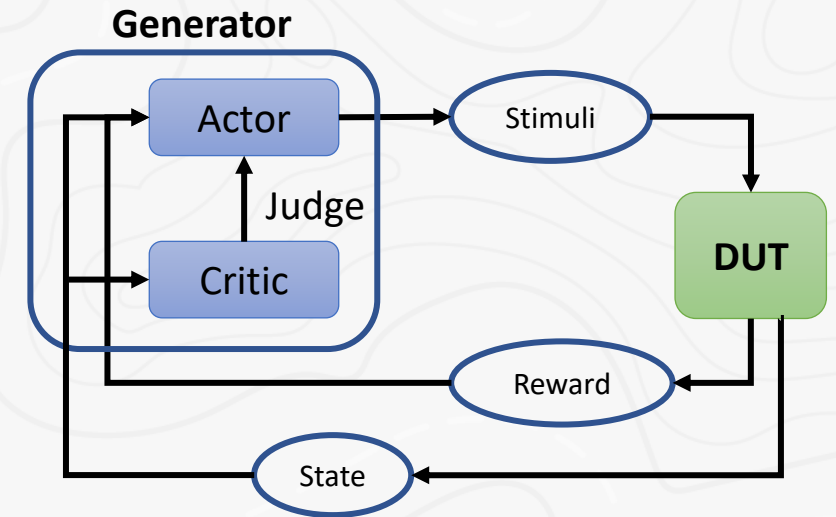 Generator
Actor
Stimuli
Judge
DUT
Critic
Reward
State